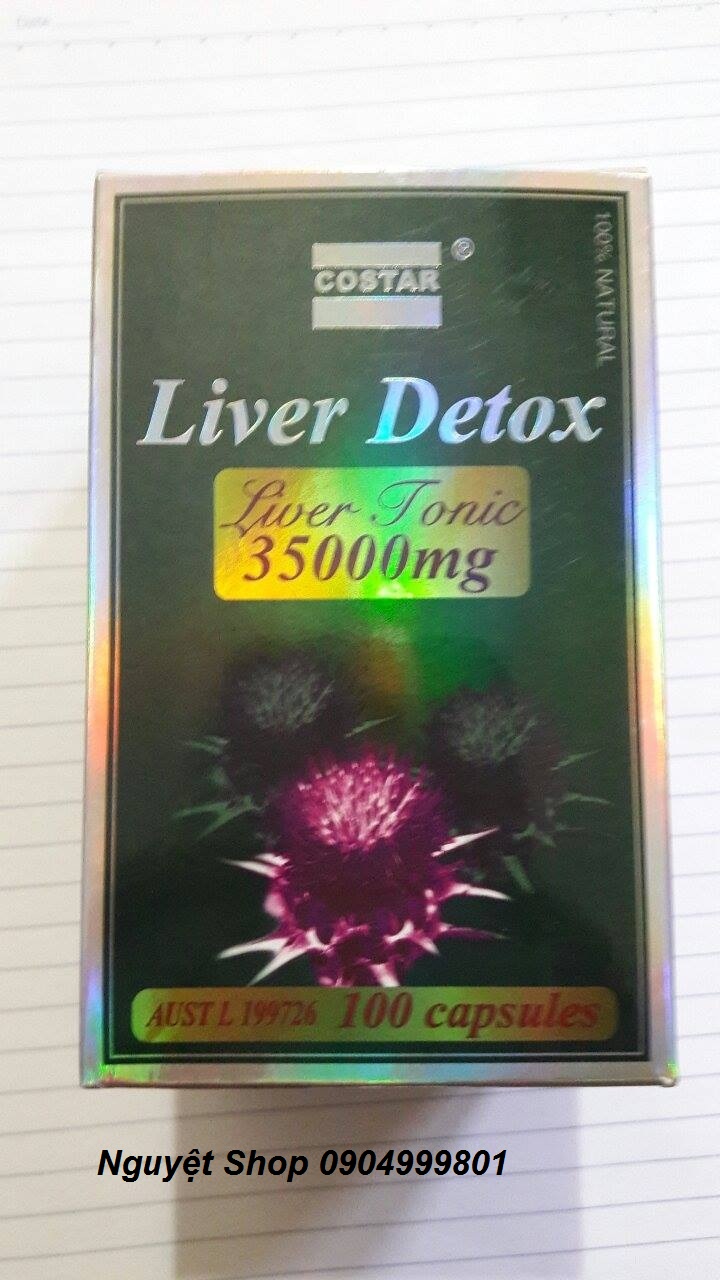 COSTAR ®
100% NATURAL
Liver Detox
Liver Tonic
35000mg
AUST L 199726 100 capsules
Nguyệt Shop 0904999801